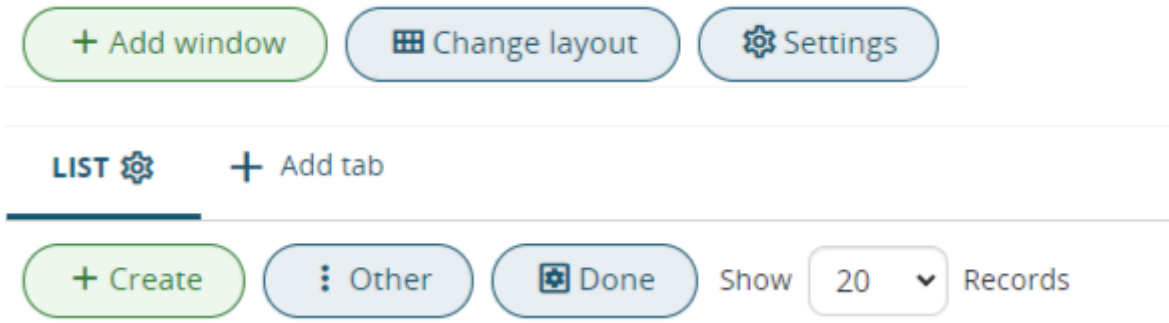 + Add window Change layout Settings
LIST + Add tab
+ Create Other Done Show 20 Records